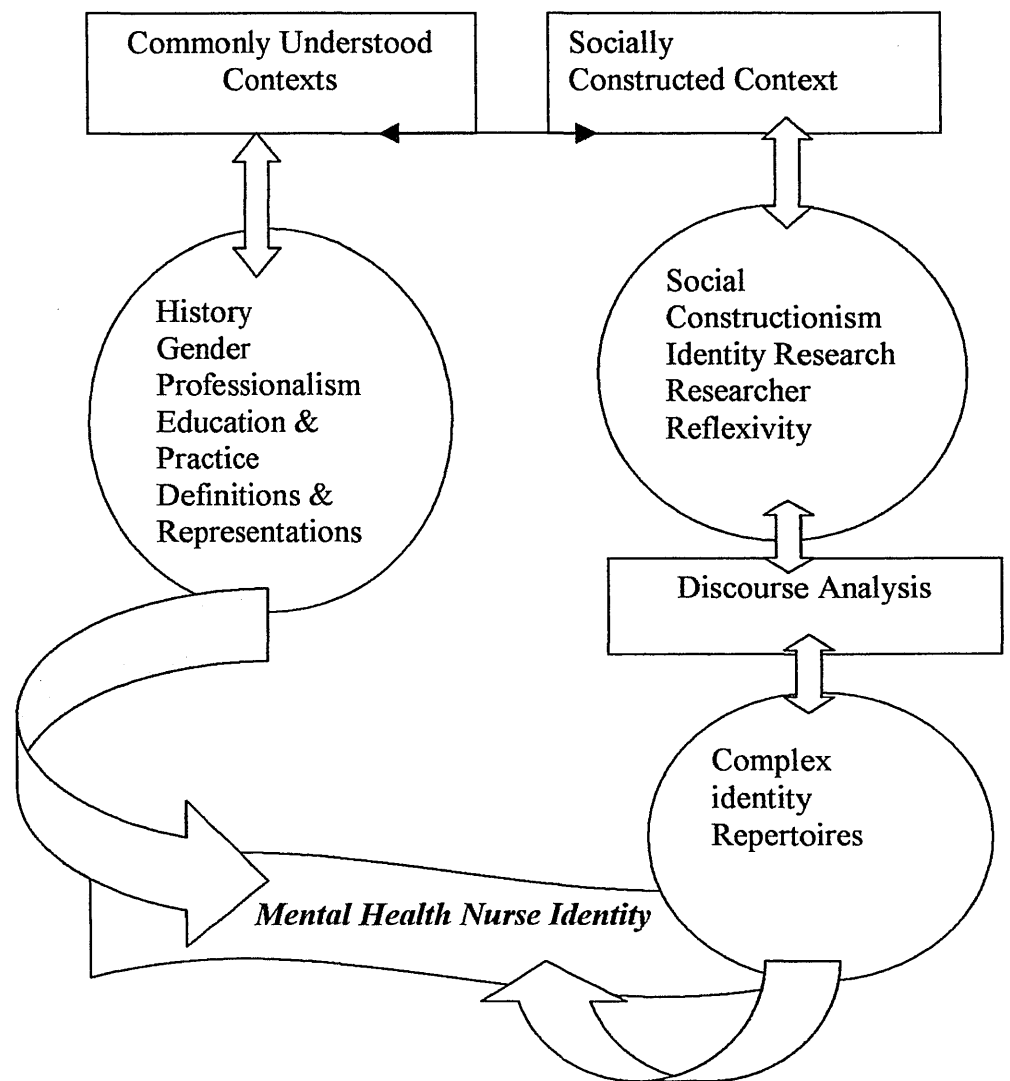 Commonly Understood
Contexts
Socially
Constructed Context
History
Gender
Professionalism
Education &
Practice
Definitions &
Representations
Social
Constructionism
Identity Research
Researcher
Reflexivity
Discourse Analysis
Complex
identity
Repertoires
Mental Health Nurse Identity